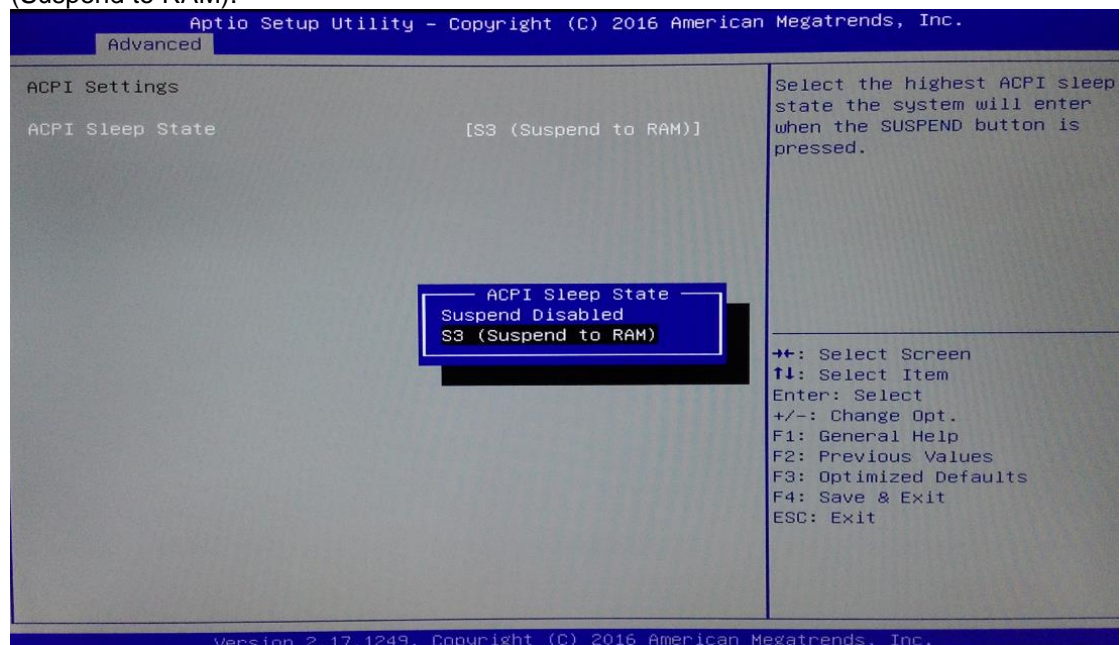 (Suspend to RAM).
Aptio Setup Utility – Copyright (C) 2016 American Megatrends, Inc.
Advanced
ACPI Settings
ACPI Sleep State [S3 (Suspend to RAM)]
Select the highest ACPI sleep
state the system will enter
when the SUSPEND button is
pressed.
ACPI Sleep State
Suspend Disabled
S3 (Suspend to RAM)
→←: Select Screen
↑↓: Select Item
Enter: Select
+/-: Change Opt.
F1: General Help
F2: Previous Values
F3: Optimized Defaults
F4: Save & Exit
ESC: Exit
Version 2.17.1249. Copyright (C) 2016 American Megatrends, Inc.